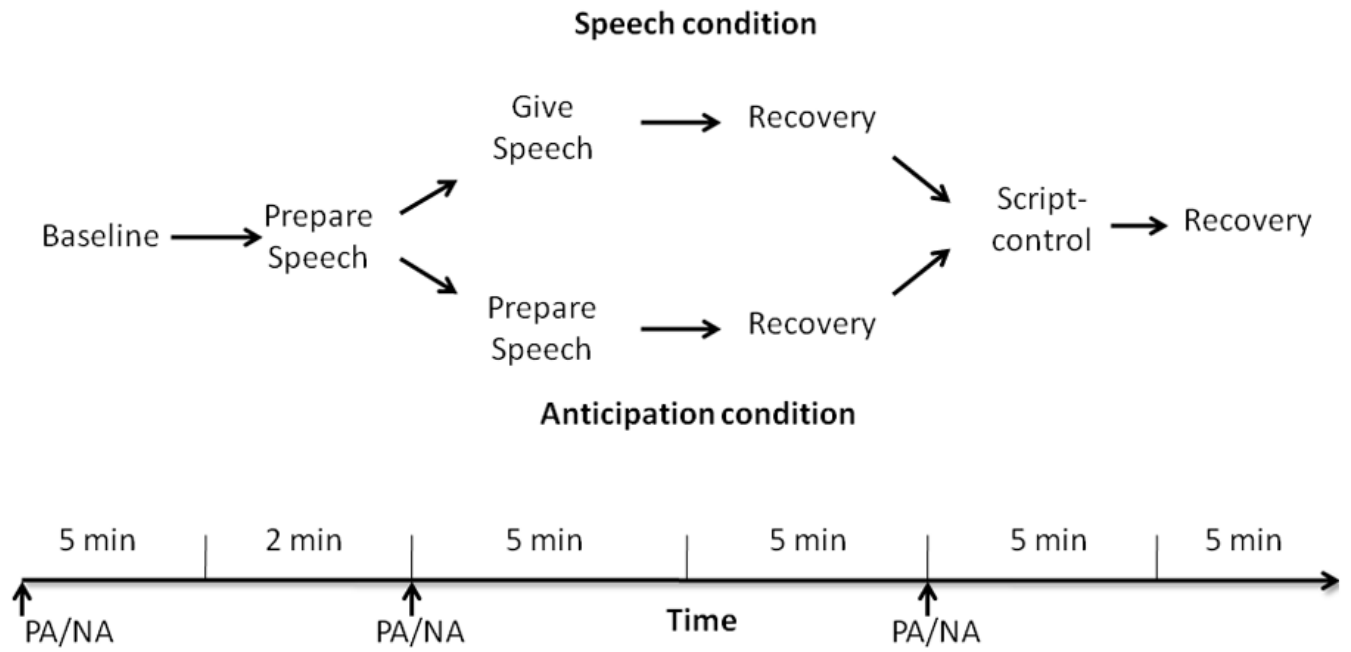 Speech condition
Give
Speech
Recovery
Baseline
Prepare
Speech
Script-
control
Recovery
Prepare
Speech
Recovery
Anticipation condition
5 min
2 min
5 min
5 min
5 min
5 min
PA/NA
PA/NA
Time
PA/NA